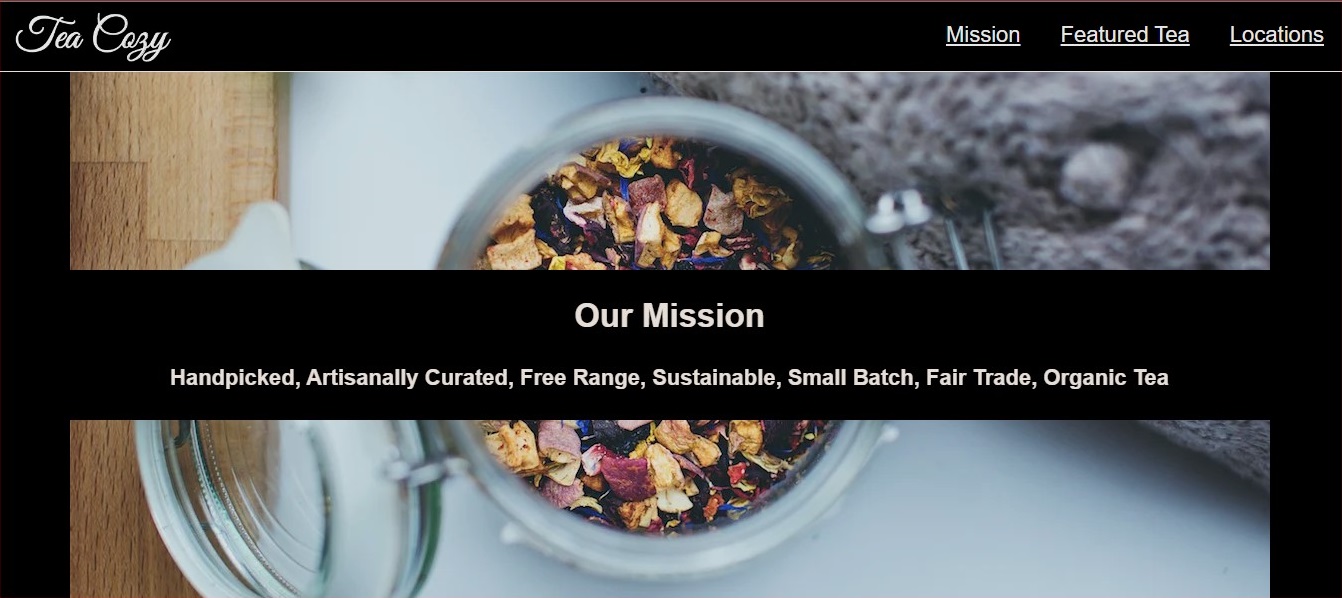 Tea Cozy
Mission Featured Tea Locations
Our Mission
Handpicked, Artisanally Curated, Free Range, Sustainable, Small Batch, Fair Trade, Organic Tea